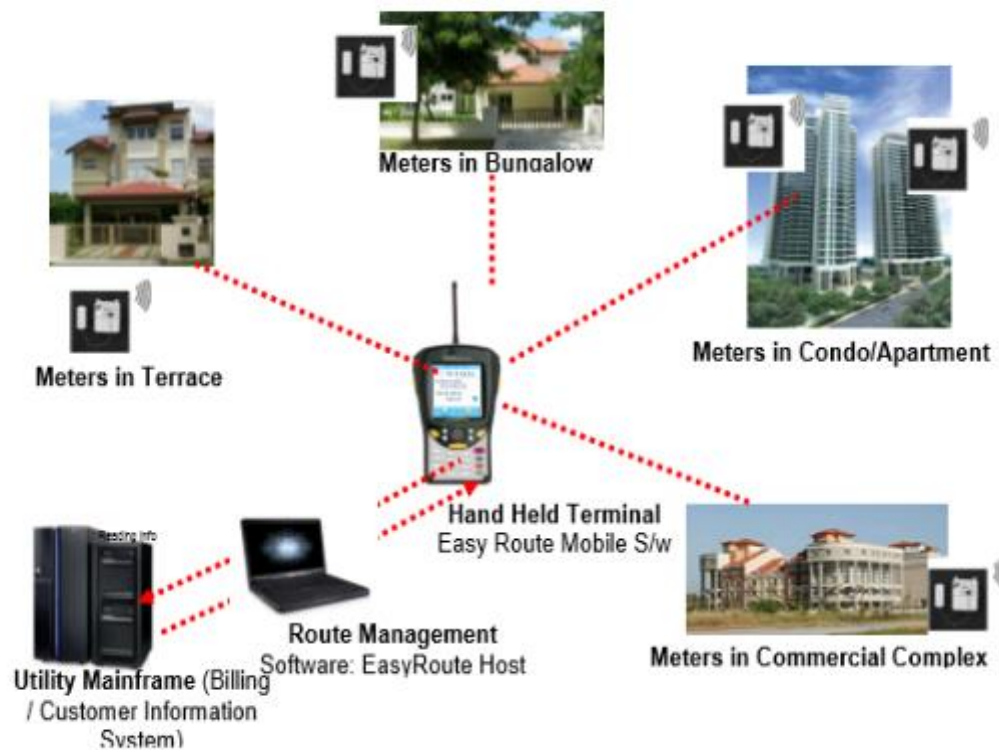 Meters in Bungalow
Meters in Condo/Apartment
Meters in Terrace
Hand Held Terminal
Easy Route Mobile S/w
Reading Info
Route Management
Software: EasyRoute Host
Meters in Commercial Complex
Utility Mainframe (Billing
/ Customer Information
System)